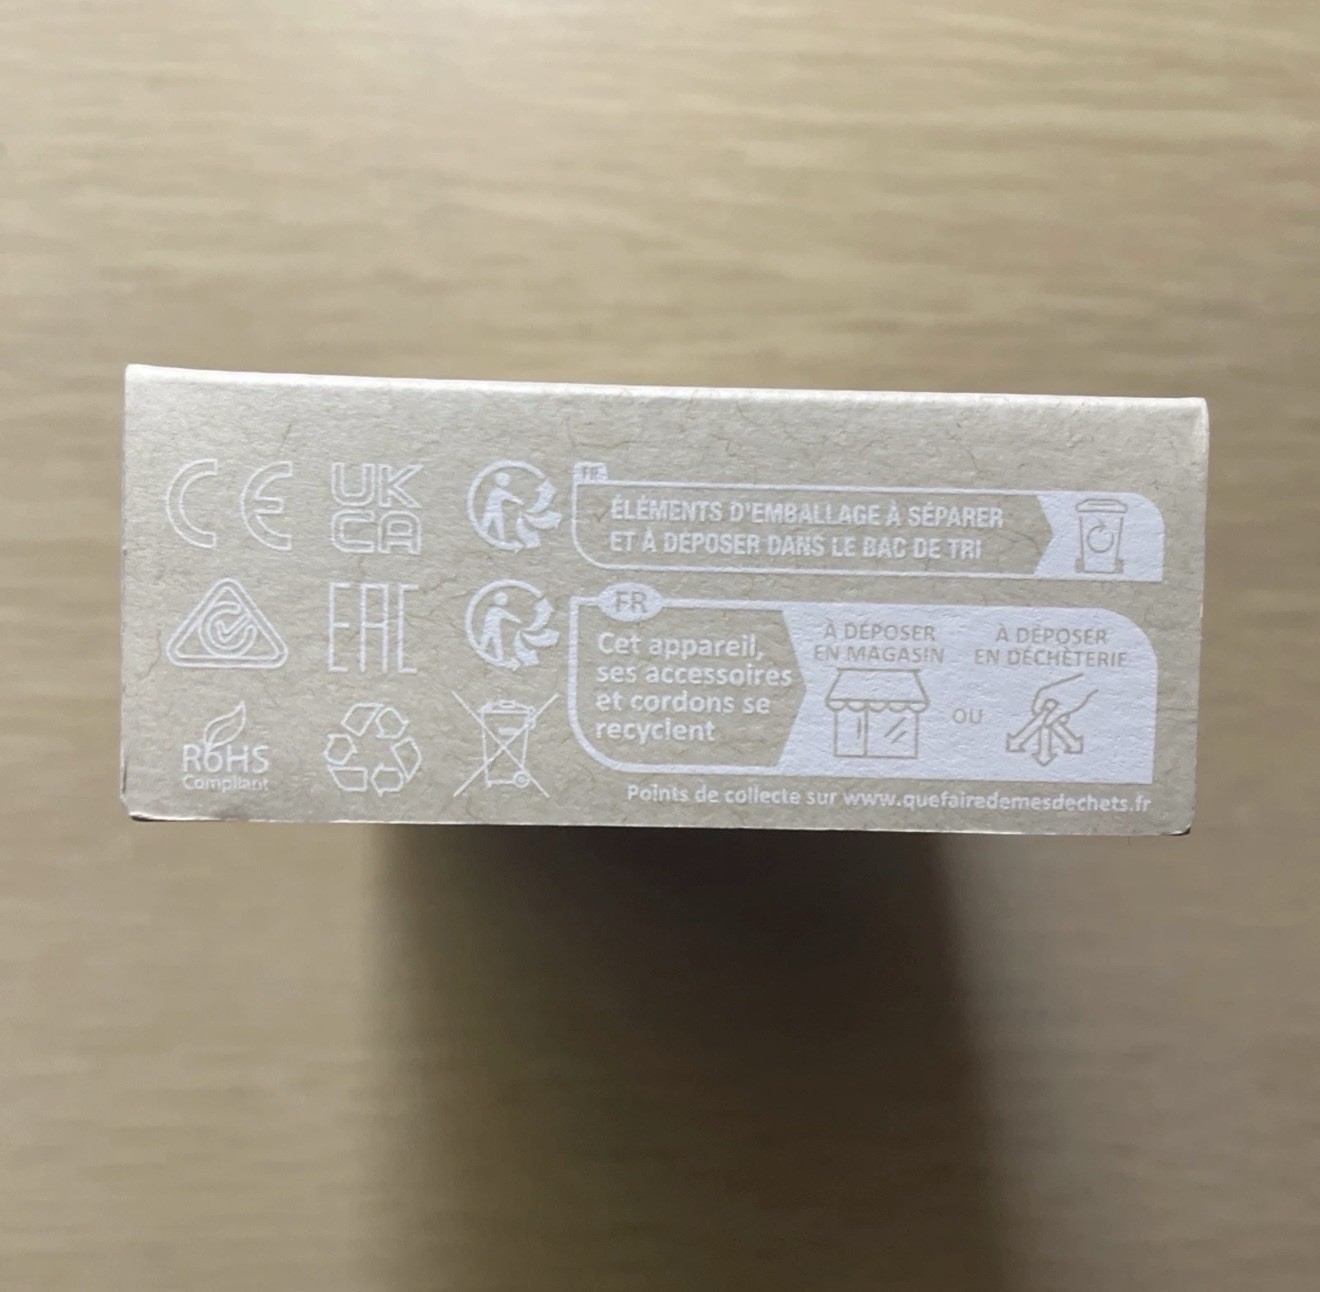 CE
UK
CA
FR
ÉLÉMENTS D'EMBALLAGE À SÉPARER
ET À DÉPOSER DANS LE BAC DE TRI
EAC
FR
Cet appareil,
ses accessoires
et cordons se
recyclent
À DÉPOSER
EN MAGASIN
OU
À DÉPOSER
EN DÉCHÈTERIE
RoHS
Compliant
Points de collecte sur www.quefairedemesdechets.fr